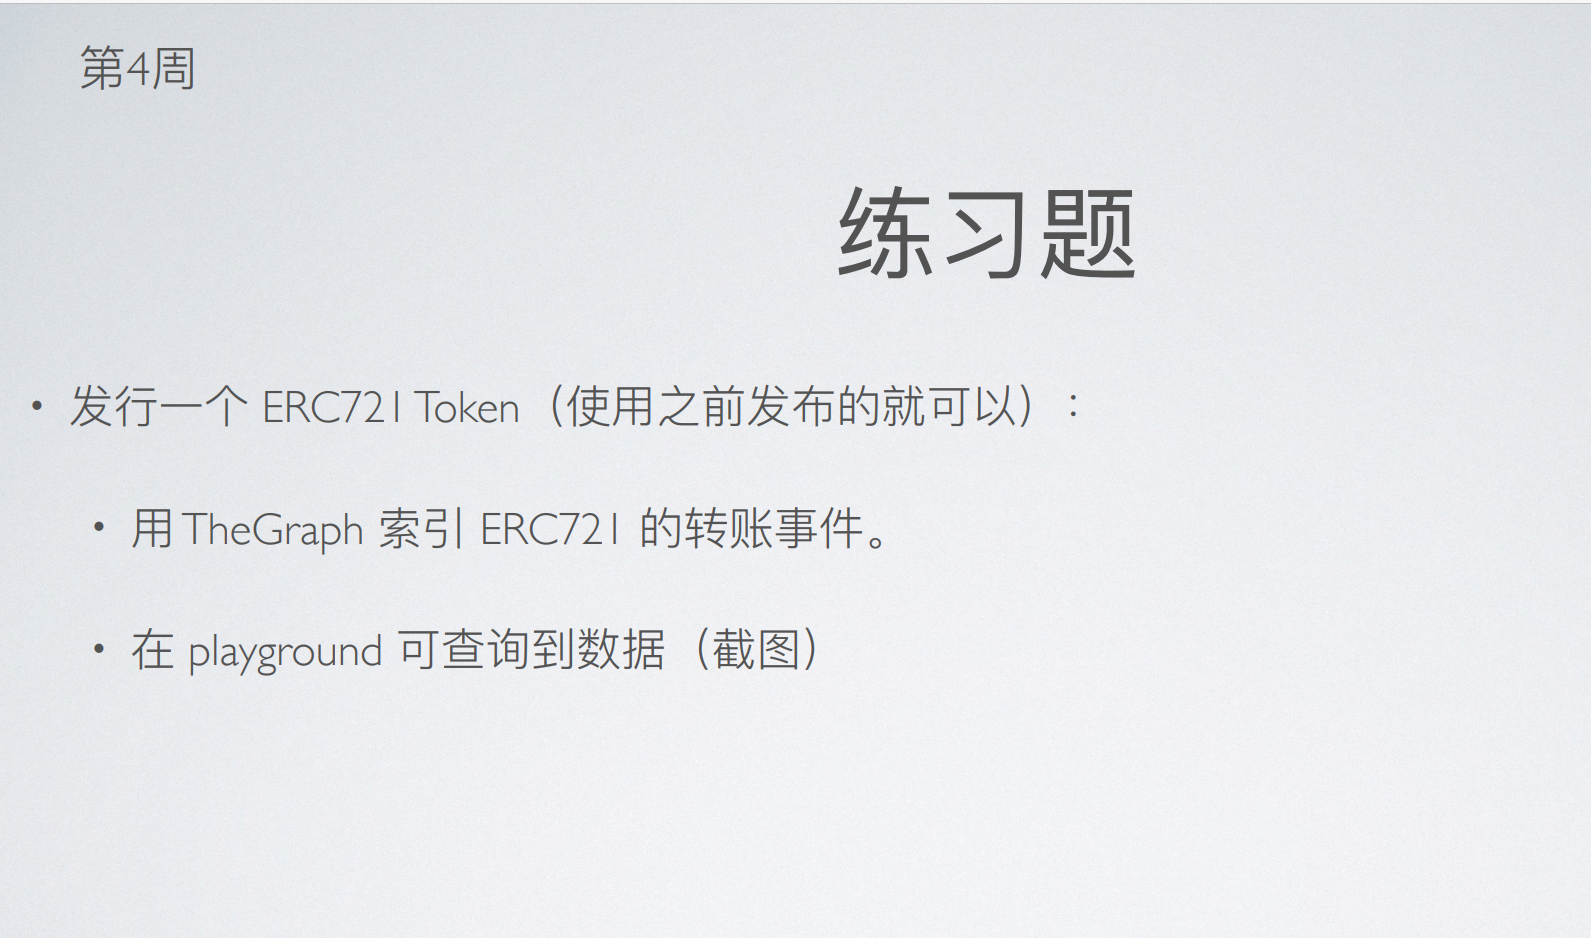 第4周
练习题
• 发行一个 ERC721 Token（使用之前发布的就可以）：
• 用 TheGraph 索引 ERC721 的转账事件。
• 在 playground 可查询到数据（截图）